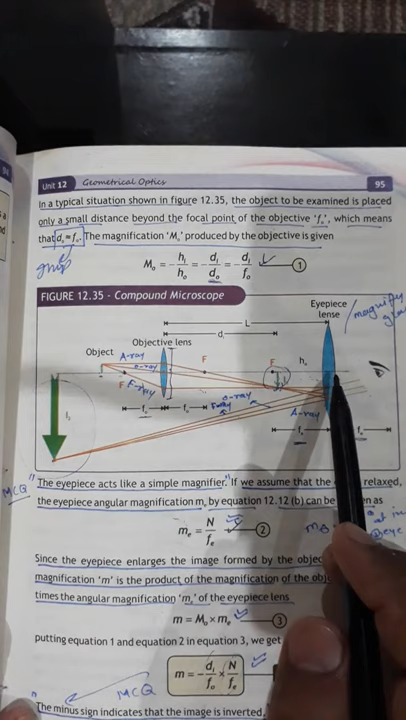 Unit 12 Geometrical Optics 95
In a typical situation shown in figure 12.35, the object to be examined is placed
only a small distance beyond the focal point of the objective 'fₒ', which means
that dₒ≈fₒ. The magnification 'Mₒ' produced by the objective is given
Mₒ = - hᵢ/hₒ = - dᵢ/dₒ = - dᵢ/fₒ 1
FIGURE 12.35 - Compound Microscope
Eyepiece
lense
magnify
L
dᵢ
Objective lens
Object
A-ray
F
F
hₒ
F
F-ray
A-ray
fₒ
fₒ
I₂
MCQ
"The eyepiece acts like a simple magnifier." If we assume that the relaxed,
the eyepiece angular magnification m, by equation 12.12 (b) can be en as
mₑ = N/fₑ 2
Since the eyepiece enlarges the image formed by the objec
magnification 'm' is the product of the magnification of the obj
times the angular magnification 'mₑ' of the eyepiece lens
m = Mₒ × mₑ 3
putting equation 1 and equation 2 in equation 3, we get
m = - dᵢ/fₒ × N/fₑ
MCQ
"The minus sign indicates that the image is inverted.